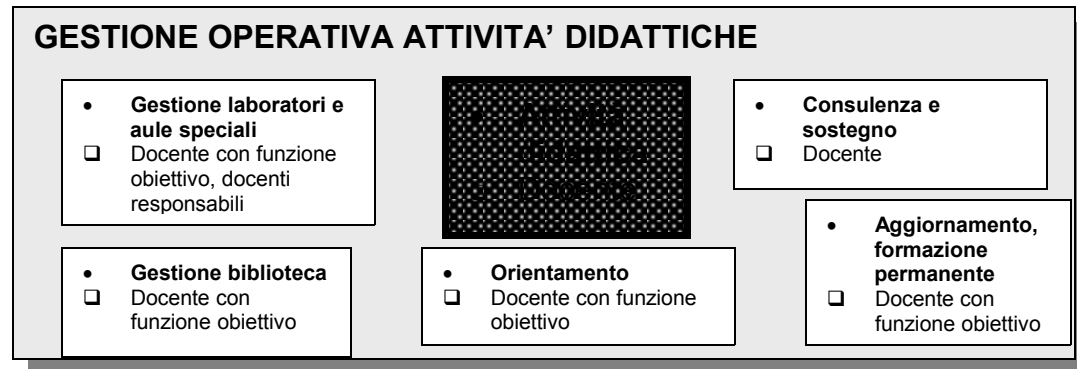 GESTIONE OPERATIVA ATTIVITA’ DIDATTICHE
• Gestione laboratori e
aule speciali
❑ Docente con funzione
obiettivo, docenti
responsabili
• Consulenza e
sostegno
❑ Docente
• Gestione biblioteca
❑ Docente con
funzione obiettivo
• Orientamento
❑ Docente con funzione
obiettivo
• Aggiornamento,
formazione
permanente
❑ Docente con
funzione obiettivo